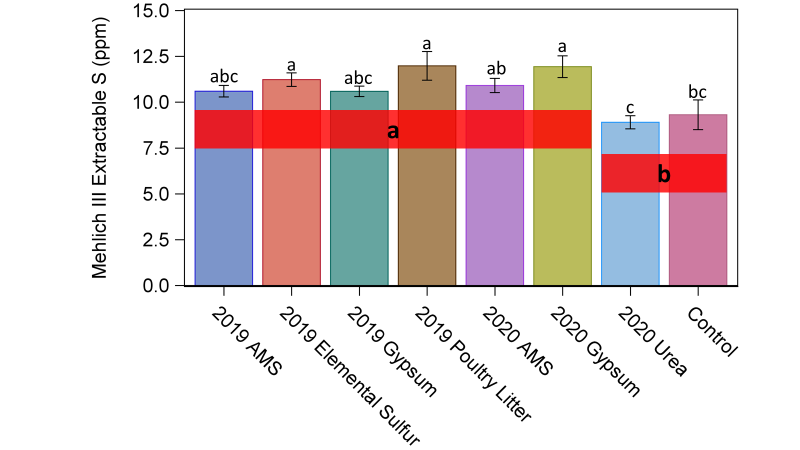 Mehlich III Extractable S (ppm)
15.0
12.5
10.0
7.5
5.0
2.5
0.0
abc
a
abc
a
ab
a
c
bc
a
b
2019 AMS
2019 Elemental Sulfur
2019 Gypsum
2019 Poultry Litter
2020 AMS
2020 Gypsum
2020 Urea
Control